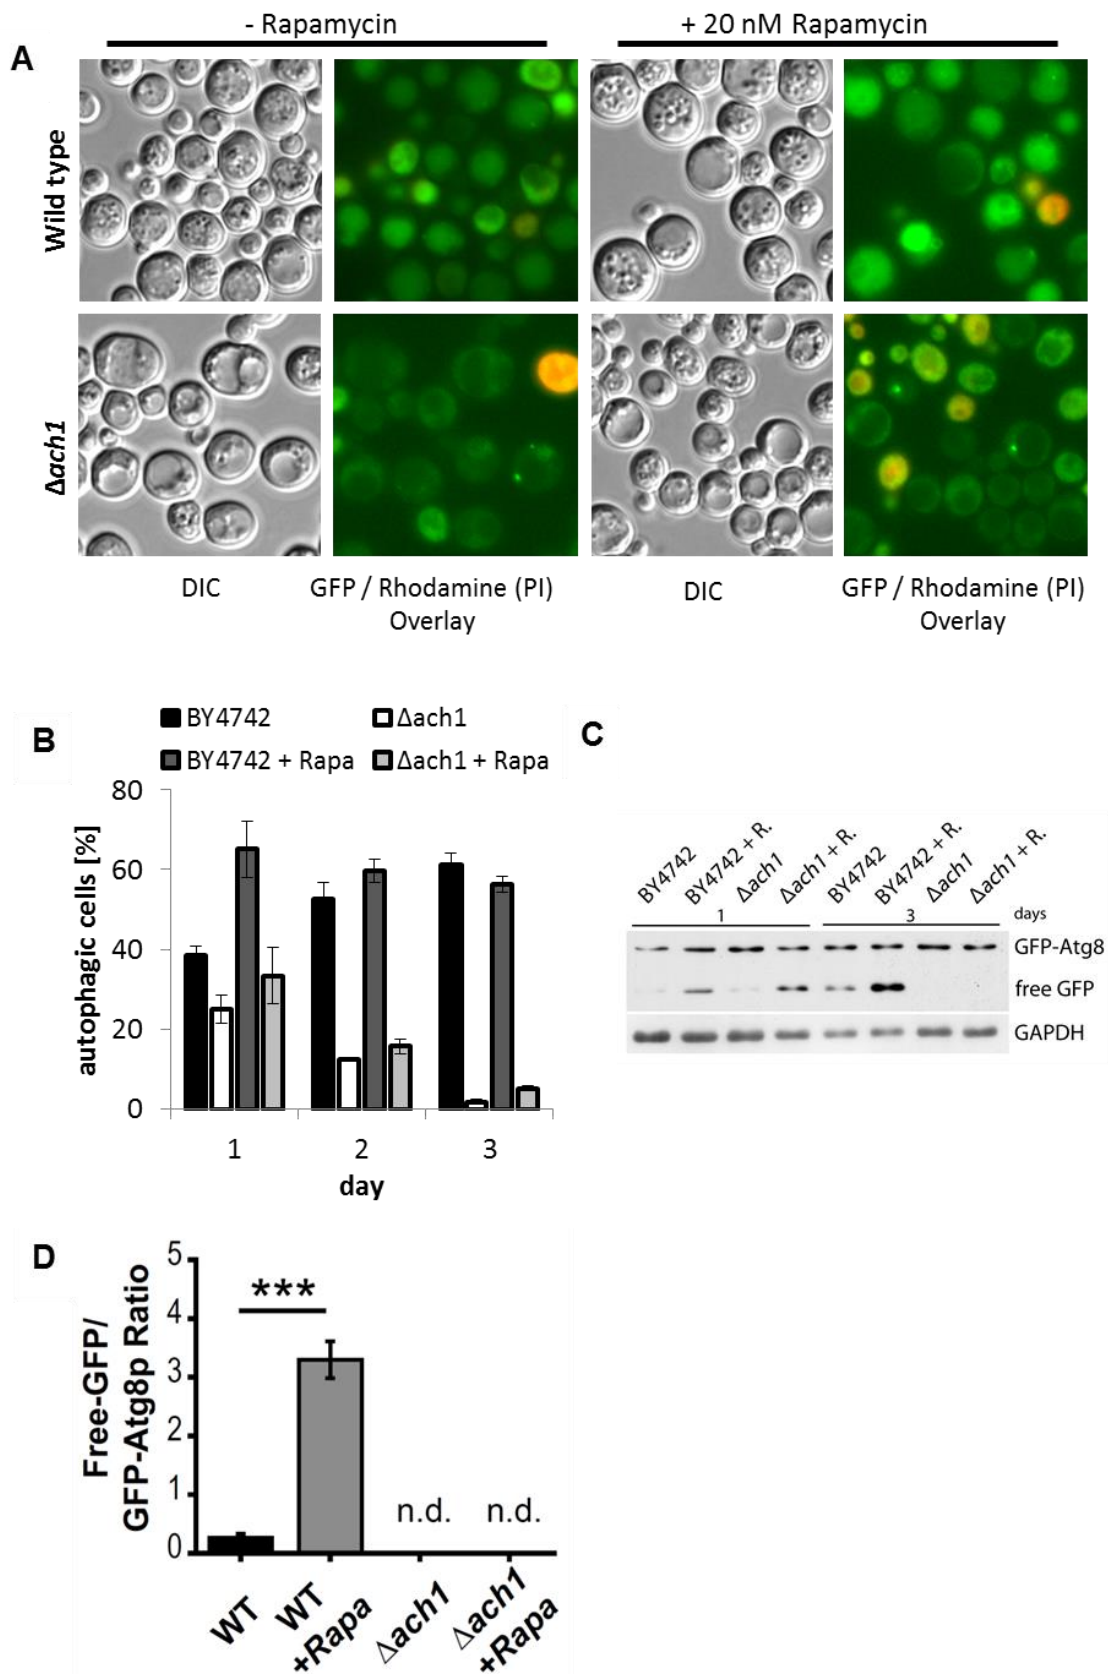 - Rapamycin
+ 20 nM Rapamycin
A
Wild type
Δach1
DIC
GFP / Rhodamine (PI)
Overlay
DIC
GFP / Rhodamine (PI)
Overlay
B
BY4742
Δach1
BY4742 + Rapa
Δach1 + Rapa
autophagic cells [%]
80
60
40
20
0
1
2
3
day
C
BY4742
BY4742 + R.
Δach1
Δach1 + R.
BY4742
BY4742 + R.
Δach1
Δach1 + R.
1
3
days
GFP-Atg8
free GFP
GAPDH
D
Free-GFP/
GFP-Atg8p Ratio
5
4
3
2
1
0
***
n.d.
n.d.
WT
WT
+Rapa
Δach1
Δach1
+Rapa